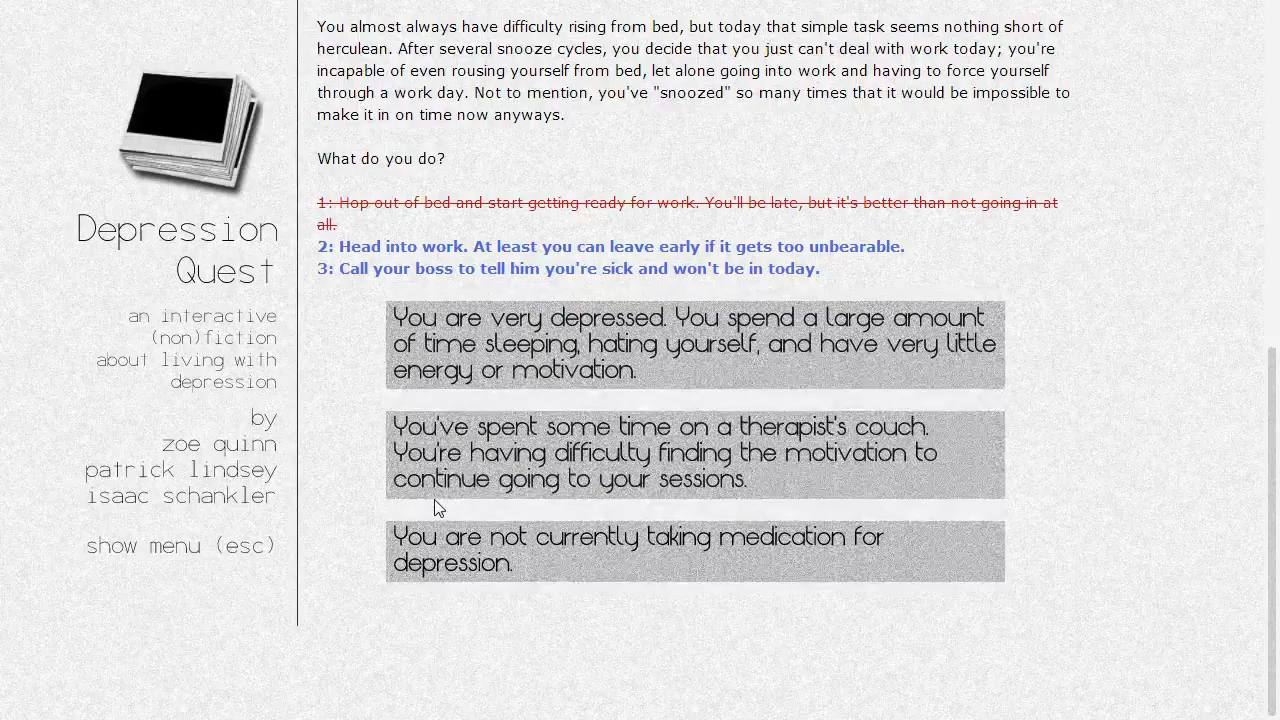 You almost always have difficulty rising from bed, but today that simple task seems nothing short of
herculean. After several snooze cycles, you decide that you just can't deal with work today; you're
incapable of even rousing yourself from bed, let alone going into work and having to force yourself
through a work day. Not to mention, you've "snoozed" so many times that it would be impossible to
make it in on time now anyways.
What do you do?
1: Hop out of bed and start getting ready for work. You'll be late, but it's better than not going in at
all.
2: Head into work. At least you can leave early if it gets too unbearable.
3: Call your boss to tell him you're sick and won't be in today.
You are very depressed. You spend a large amount
of time sleeping, hating yourself, and have very little
energy or motivation.
You've spent some time on a therapist's couch.
You're having difficulty finding the motivation to
continue going to your sessions.
You are not currently taking medication for
depression.
Depression
Quest
an interactive
(non)fiction
about living with
depression
by
zoe quinn
patrick lindsey
isaac schankler
show menu (esc)